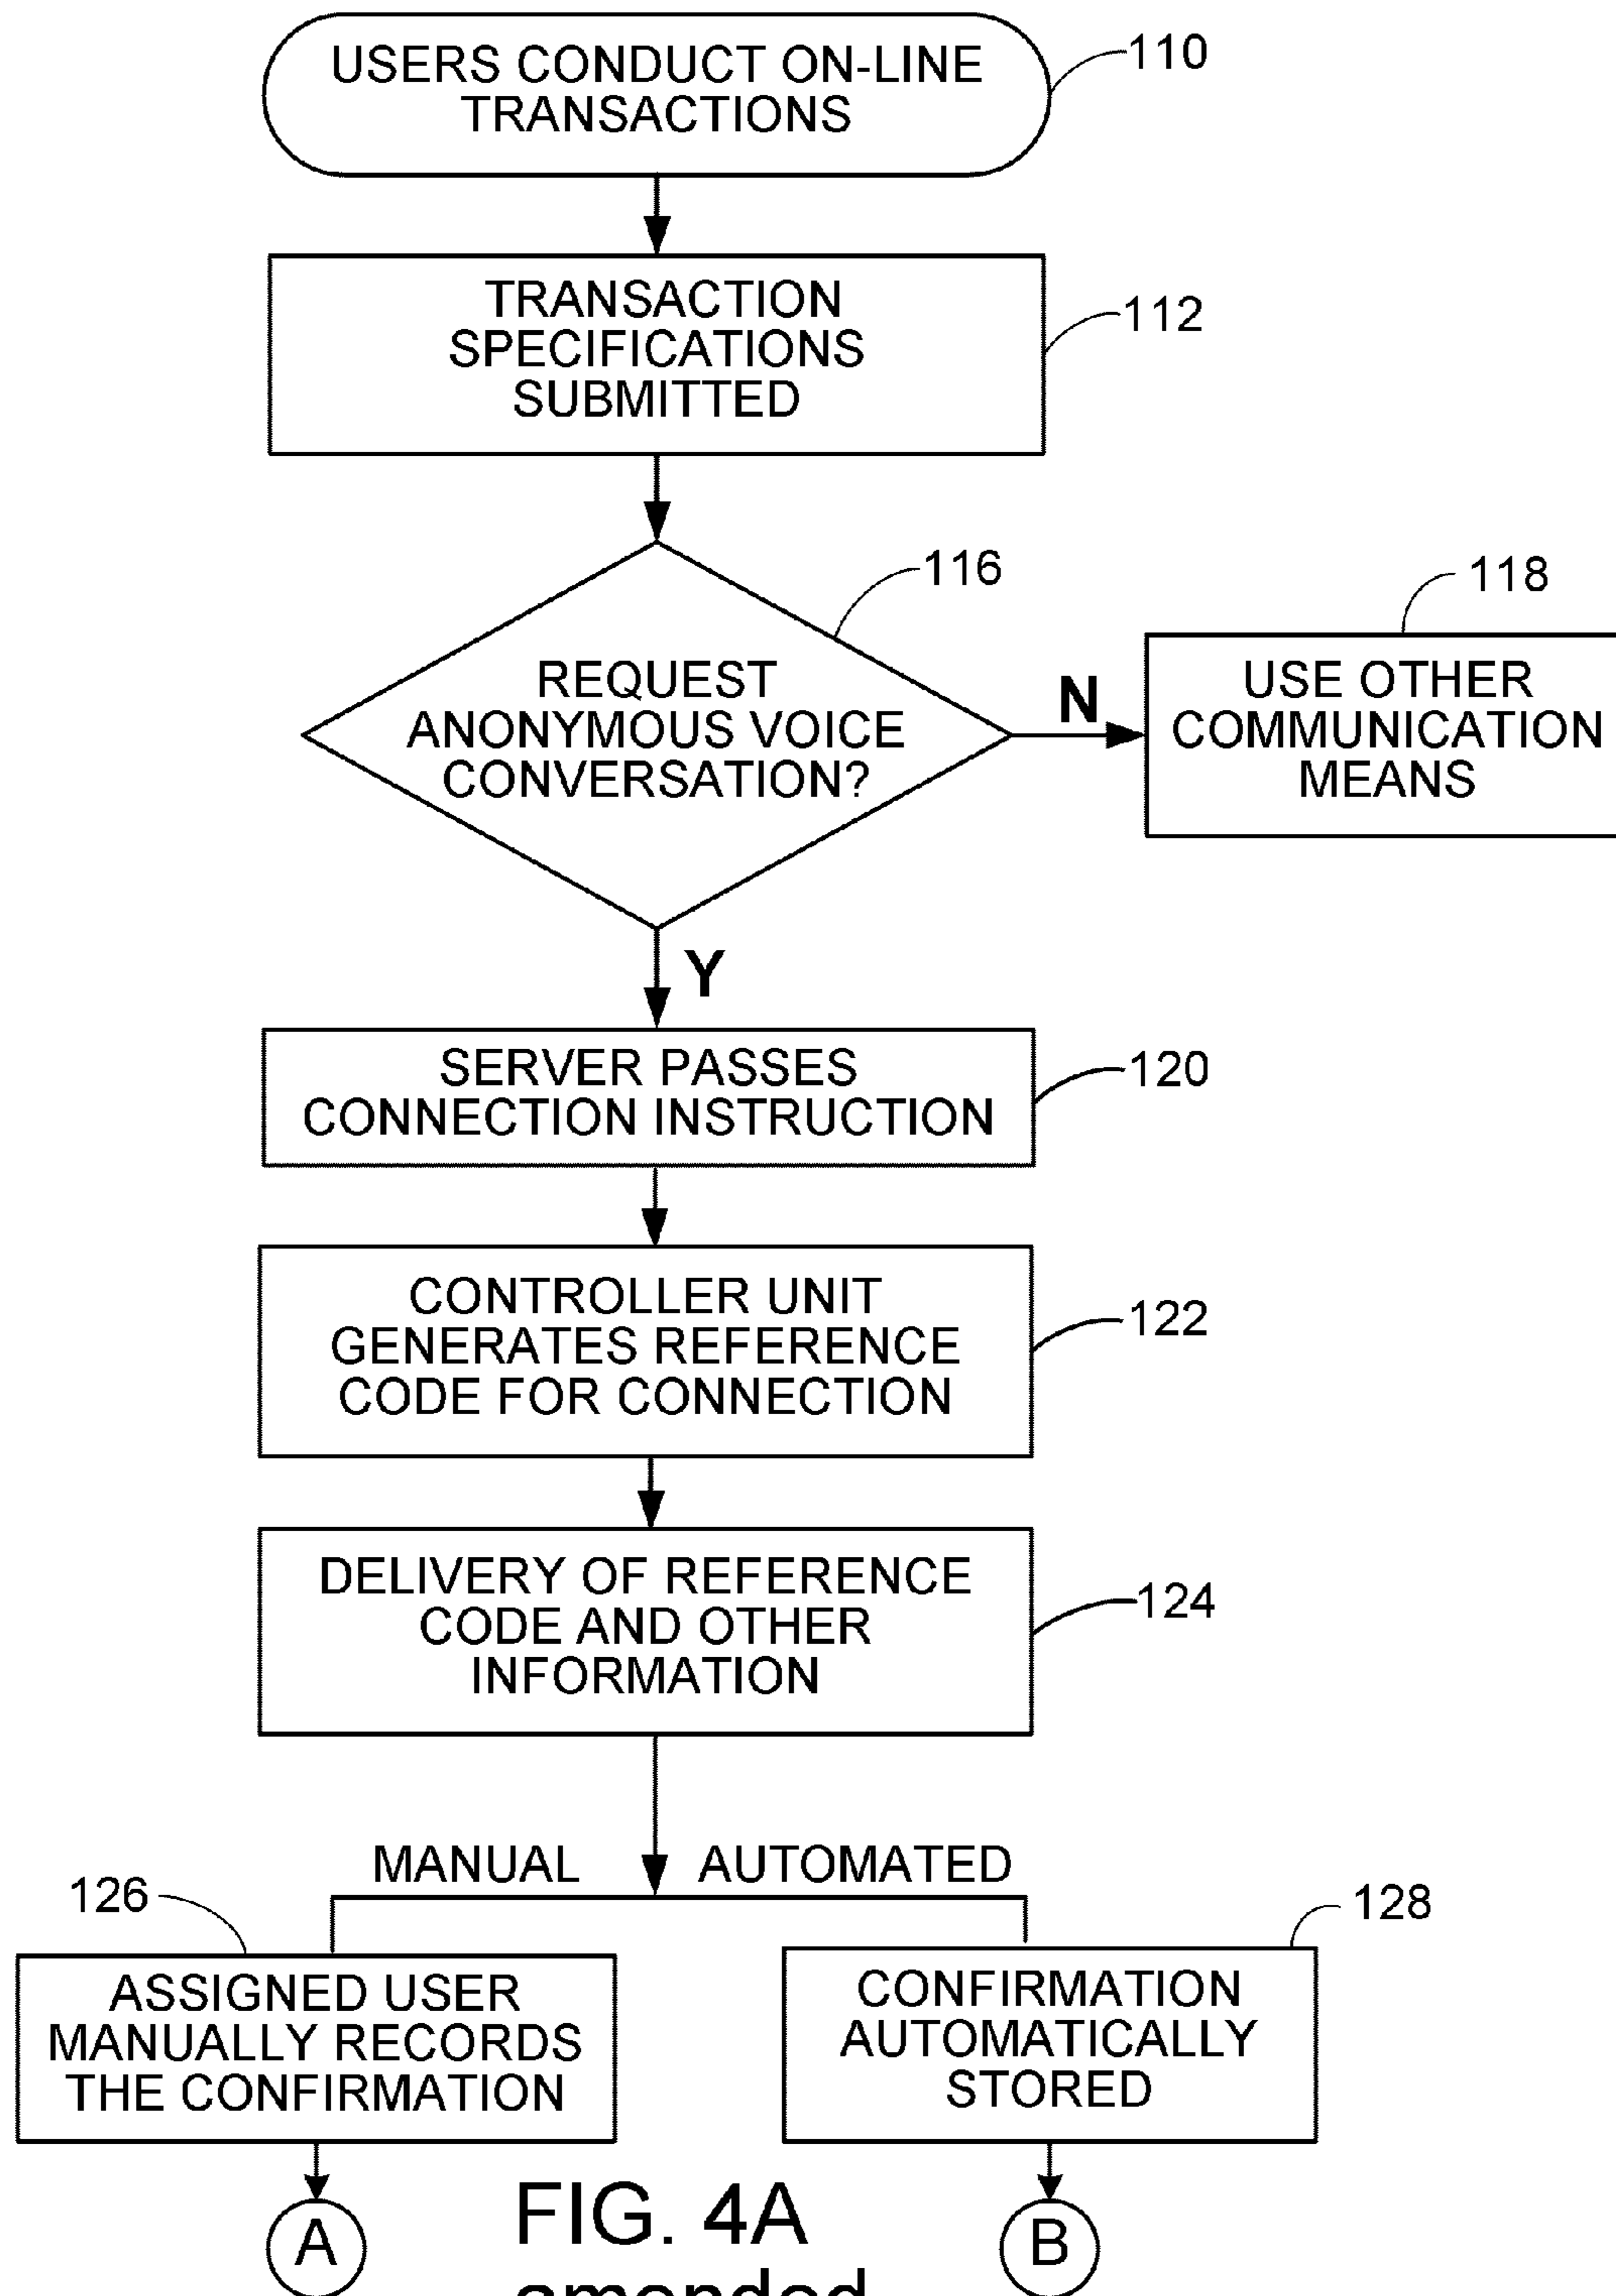 USERS CONDUCT ON-LINE
TRANSACTIONS
110
TRANSACTION
SPECIFICATIONS
SUBMITTED
112
116
118
REQUEST
ANONYMOUS VOICE
CONVERSATION?
N
USE OTHER
COMMUNICATION
MEANS
Y
SERVER PASSES
CONNECTION INSTRUCTION
120
CONTROLLER UNIT
GENERATES REFERENCE
CODE FOR CONNECTION
122
DELIVERY OF REFERENCE
CODE AND OTHER
INFORMATION
124
MANUAL
AUTOMATED
126
128
ASSIGNED USER
MANUALLY RECORDS
THE CONFIRMATION
CONFIRMATION
AUTOMATICALLY
STORED
A
FIG. 4A
B
amended